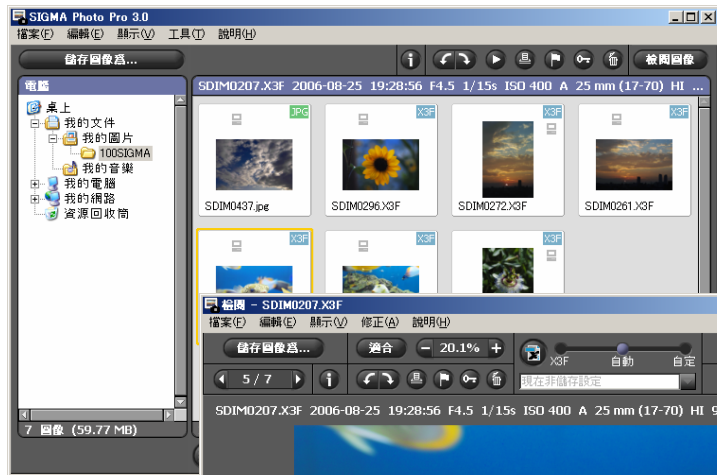 SIGMA Photo Pro 3.0
檔案(F) 編輯(E) 顯示(V) 工具(T) 說明(H)
儲存圖像為...
檢閱圖像
電腦
SDIM0207.X3F 2006-08-25 19:28:56 F4.5 1/15s ISO 400 A 25 mm (17-70) HI ...
桌上
我的文件
我的圖片
100SIGMA
我的音樂
我的電腦
我的網路
資源回收筒
JPG
X3F
X3F
X3F
SDIM0437.jpg
SDIM0296.X3F
SDIM0272.X3F
SDIM0261.X3F
X3F
X3F
X3F
7 圖像 (59.77 MB)
檢閱 - SDIM0207.X3F
檔案(F) 編輯(E) 顯示(V) 修正(A) 說明(H)
儲存圖像為...
適合
− 20.1% +
X3F 自動 自定
5 / 7
現在非儲存設定
SDIM0207.X3F 2006-08-25 19:28:56 F4.5 1/15s ISO 400 A 25 mm (17-70) HI